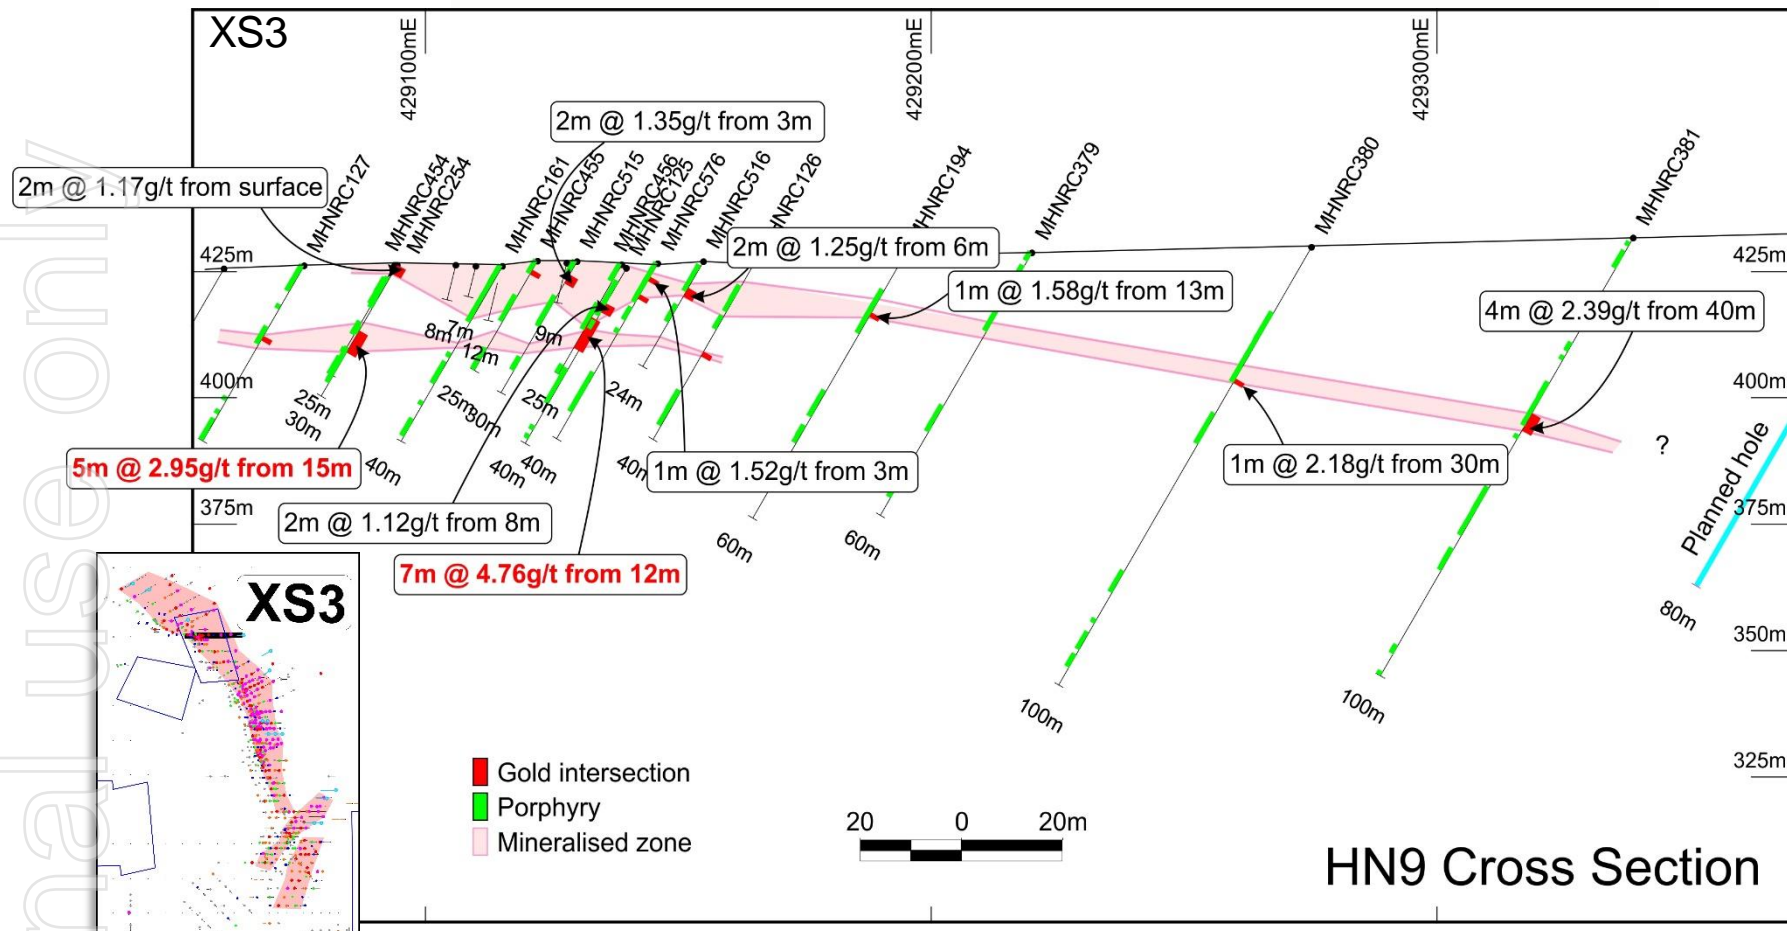 XS3
429100mE
429200mE
429300mE
2m @ 1.35g/t from 3m
2m @ 1.17g/t from surface
MHNRC127
MHNRC454
MHNRC254
MHNRC161
MHNRC455
MHNRC515
MHNRC456
MHNRC125
MHNRC576
MHNRC516
HNRC126
HNRC194
MHNRC379
MHNRC380
MHNRC381
2m @ 1.25g/t from 6m
1m @ 1.58g/t from 13m
4m @ 2.39g/t from 40m
425m
425m
400m
400m
375m
375m
350m
325m
8m
7m
12m
9m
25m
30m
25m
30m
25m
24m
40m
40m
40m
40m
60m
60m
100m
100m
80m
5m @ 2.95g/t from 15m
2m @ 1.12g/t from 8m
7m @ 4.76g/t from 12m
1m @ 1.52g/t from 3m
1m @ 2.18g/t from 30m
?
Planned hole
XS3
Gold intersection
Porphyry
Mineralised zone
20 0 20m
HN9 Cross Section
nal use only